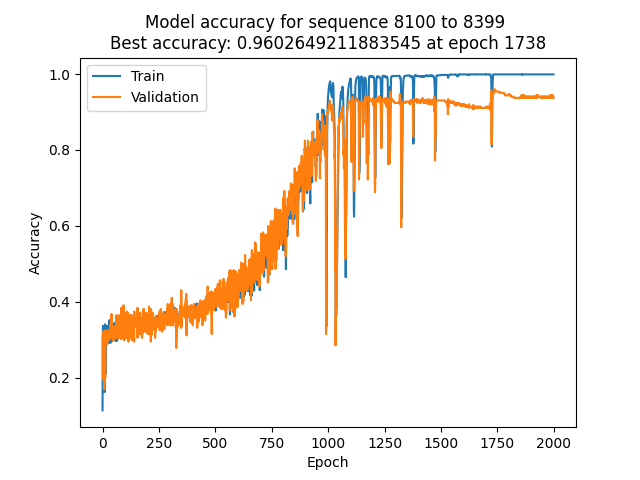 Model accuracy for sequence 8100 to 8399
Best accuracy: 0.9602649211883545 at epoch 1738
Train
Validation
1.0
0.8
0.6
0.4
0.2
Accuracy
0 250 500 750 1000 1250 1500 1750 2000
Epoch